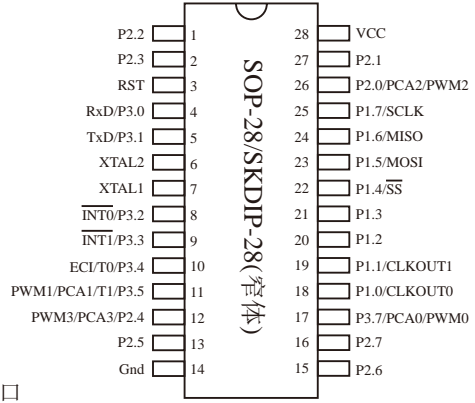 P2.2 1 28 VCC
P2.3 2 27 P2.1
RST 3 26 P2.0/PCA2/PWM2
RxD/P3.0 4 25 P1.7/SCLK
TxD/P3.1 5 24 P1.6/MISO
XTAL2 6 23 P1.5/MOSI
XTAL1 7 22 P1.4/SS
INT0/P3.2 8 21 P1.3
INT1/P3.3 9 20 P1.2
ECI/T0/P3.4 10 19 P1.1/CLKOUT1
PWM1/PCA1/T1/P3.5 11 18 P1.0/CLKOUT0
PWM3/PCA3/P2.4 12 17 P3.7/PCA0/PWM0
P2.5 13 16 P2.7
Gnd 14 15 P2.6
SOP-28/SKDIP-28(窄体)
口